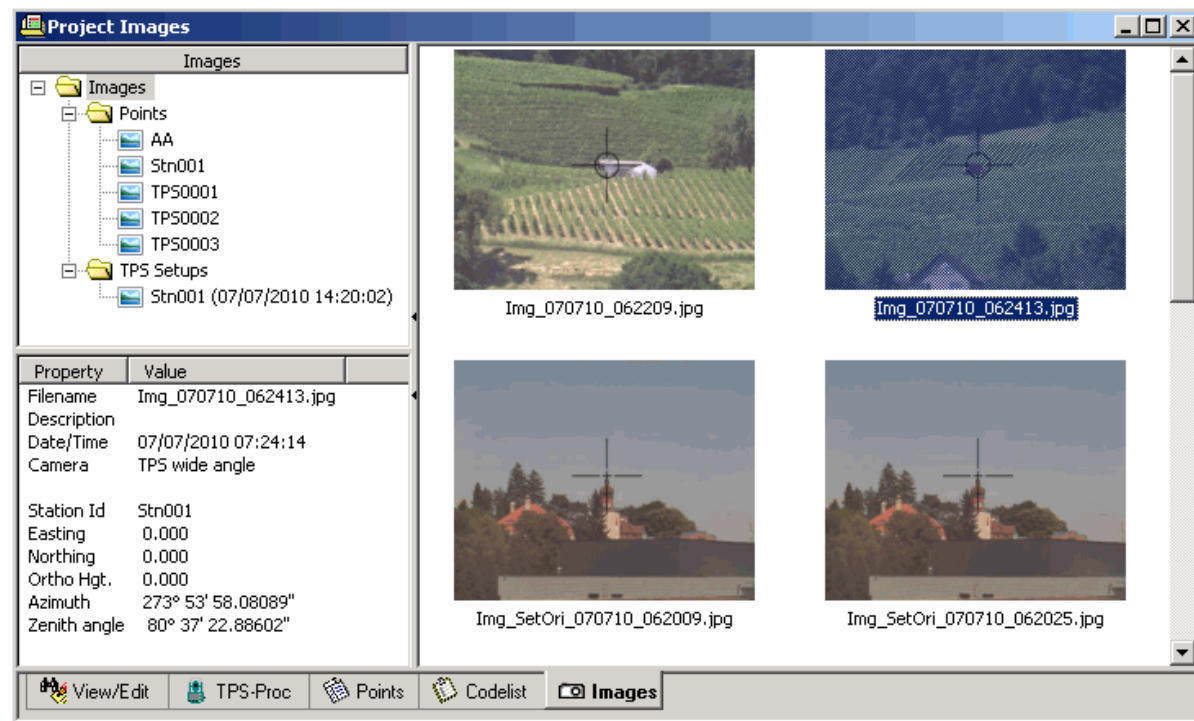 Project Images
Images
Images
Points
AA
Stn001
TPS0001
TPS0002
TPS0003
TPS Setups
Stn001 (07/07/2010 14:20:02)
Property Value
Filename Img_070710_062413.jpg
Description
Date/Time 07/07/2010 07:24:14
Camera TPS wide angle
Station Id Stn001
Easting 0.000
Northing 0.000
Ortho Hgt. 0.000
Azimuth 273° 53' 58.08089"
Zenith angle 80° 37' 22.88602"
Img_070710_062209.jpg
Img_070710_062413.jpg
Img_SetOri_070710_062009.jpg
Img_SetOri_070710_062025.jpg
View/Edit TPS-Proc Points Codelist Images